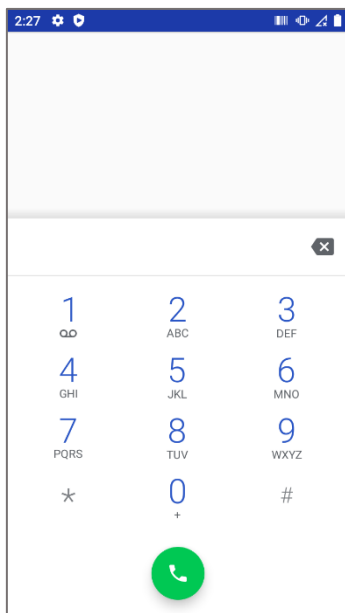 2:27
1 2 3
ABC DEF
4 5 6
GHI JKL MNO
7 8 9
PQRS TUV WXYZ
* 0 #
+